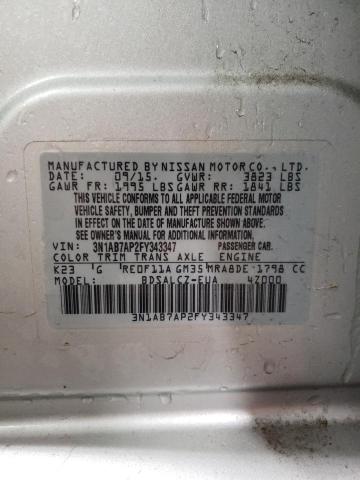 MANUFACTURED BY NISSAN MOTOR CO., LTD.
DATE: 09/15. GVWR: 3823 LBS
GAWR FR: 1995 LBS GAWR RR: 1841 LBS
THIS VEHICLE CONFORMS
TO ALL APPLICABLE FEDERAL MOTOR
VEHICLE SAFETY, BUMPER AND THEFT PREVENTION
STANDARDS IN EFFECT ON THE DATE OF
MANUFACTURE SHOWN ABOVE.
SEE OWNER'S MANUAL FOR ADDITIONAL INFORMATION.
VIN: 3N1AB7AP2FY343347 PASSENGER CAR.
COLOR TRIM TRANS AXLE ENGINE
K23 G RE0F11A GM35 MRA8DE 1798 CC
MODEL: BDSALCZ-EUA 4Z000
3N1AB7AP2FY343347